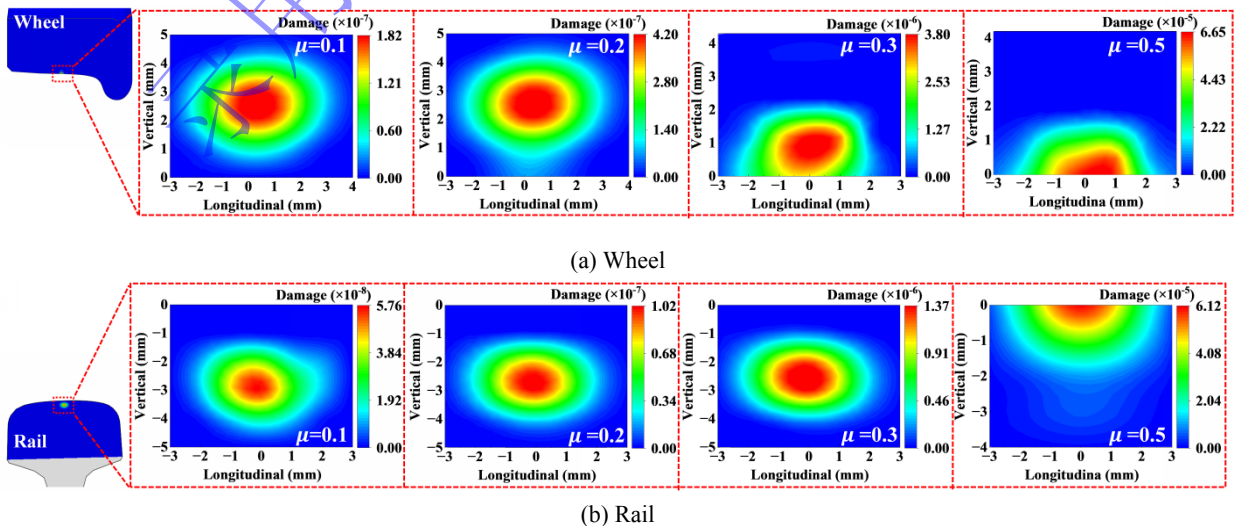 Wheel
Damage (×10-7)
μ=0.1
1.82
1.21
0.60
0.00
5
4
3
2
1
0
Vertical (mm)
−3 −2 −1 0 1 2 3 4
Longitudinal (mm)
Damage (×10-7)
μ=0.2
4.20
2.80
1.40
0.00
5
4
3
2
1
0
Vertical (mm)
−3 −2 −1 0 1 2 3 4
Longitudinal (mm)
Damage (×10-6)
μ=0.3
3.80
2.53
1.27
0.00
4
3
2
1
0
Vertical (mm)
−3 −2 −1 0 1 2 3
Longitudinal (mm)
Damage (×10-5)
μ=0.5
6.65
4.43
2.22
0.00
4
3
2
1
0
Vertical (mm)
−3 −2 −1 0 1 2 3
Longitudina (mm)
(a) Wheel
Rail
Damage (×10-8)
μ=0.1
5.76
3.84
1.92
0.00
0
−1
−2
−3
−4
−5
Vertical (mm)
−3 −2 −1 0 1 2 3
Longitudinal (mm)
Damage (×10-7)
μ=0.2
1.02
0.68
0.34
0.00
0
−1
−2
−3
−4
−5
Vertical (mm)
−3 −2 −1 0 1 2 3
Longitudinal (mm)
Damage (×10-6)
μ=0.3
1.37
0.91
0.46
0.00
0
−1
−2
−3
−4
−5
Vertical (mm)
−3 −2 −1 0 1 2 3
Longitudinal (mm)
Damage (×10-5)
μ=0.5
6.12
4.08
2.04
0.00
0
−1
−2
−3
−4
Vertical (mm)
−3 −2 −1 0 1 2 3
Longitudina (mm)
(b) Rail